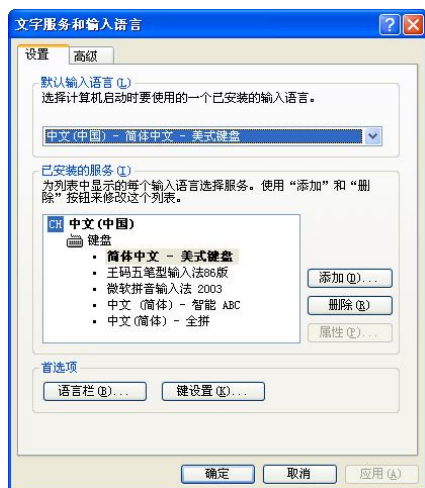 文字服务和输入语言
设置 高级
默认输入语言(L)
选择计算机启动时要使用的一个已安装的输入语言。
中文(中国) - 简体中文 - 美式键盘
已安装的服务(I)
为列表中显示的每个输入语言选择服务。使用“添加”和“删
除”按钮来修改这个列表。
CH 中文(中国)
键盘
· 简体中文 - 美式键盘
· 王码五笔型输入法86版
· 微软拼音输入法 2003
· 中文 (简体) - 智能 ABC
· 中文(简体) - 全拼
添加(D)...
删除(R)
属性(P)...
首选项
语言栏(B)... 键设置(K)...
确定 取消 应用(A)